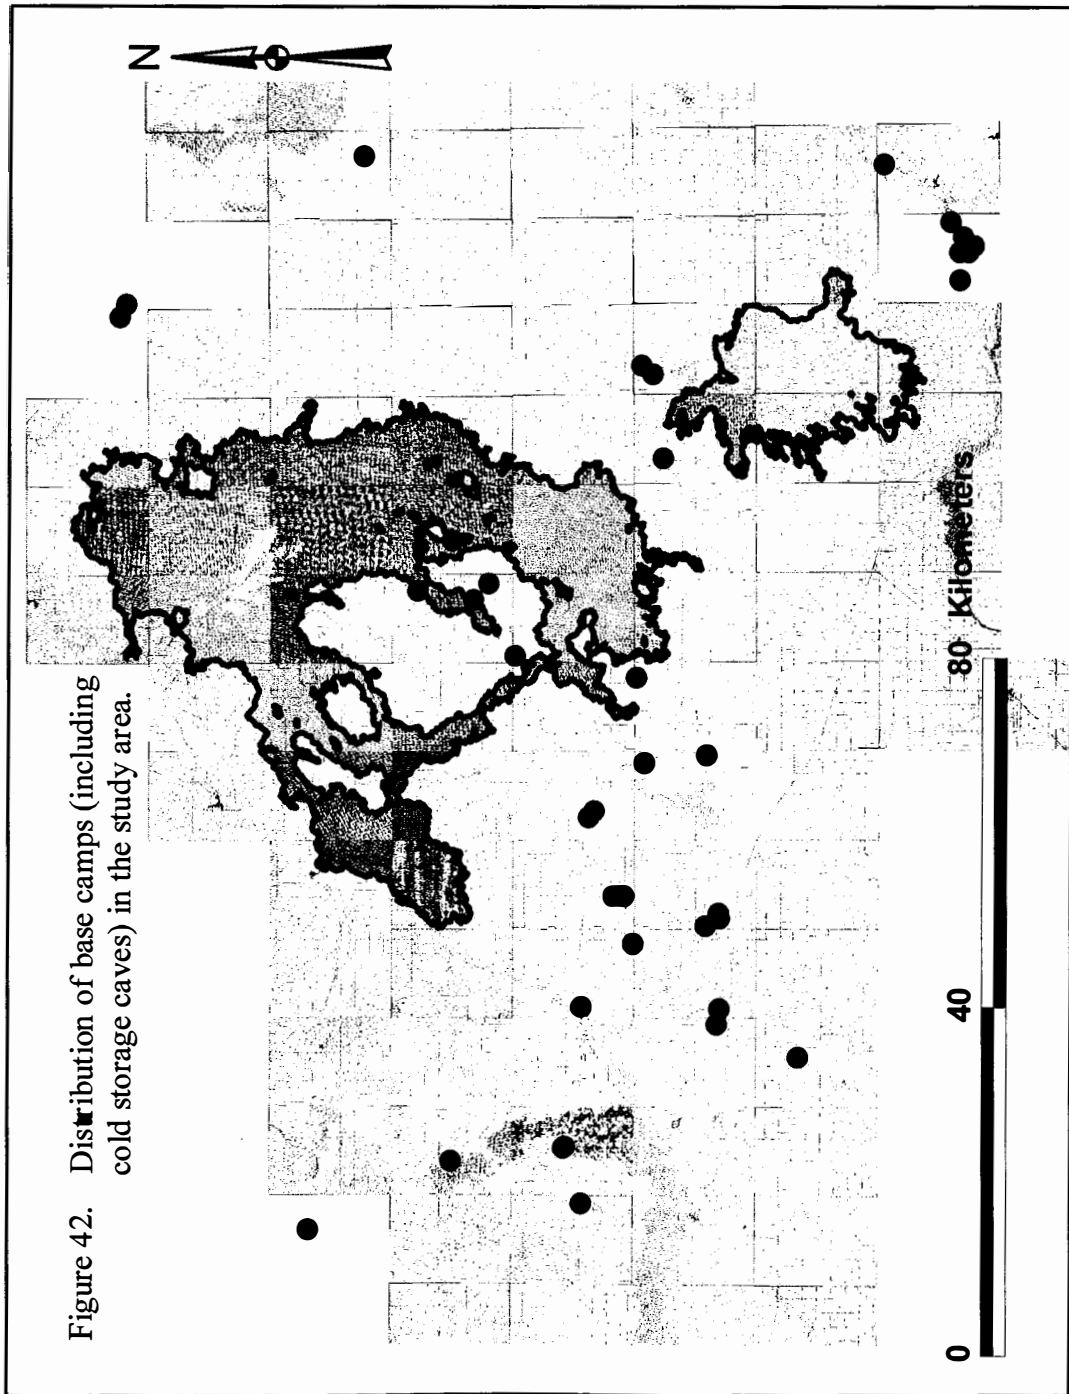 Figure 42. Distribution of base camps (including
cold storage caves) in the study area.
N
0 40 80 Kilometers